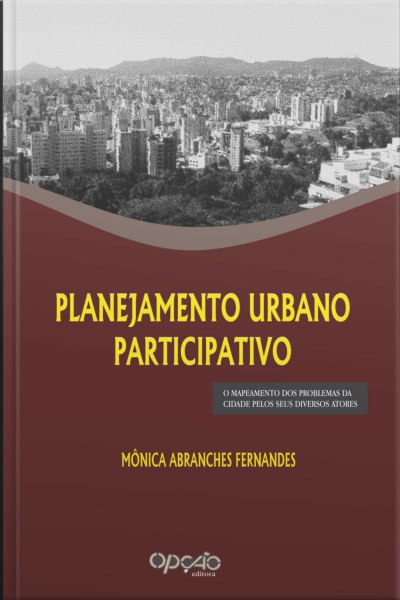 PLANEJAMENTO URBANO
PARTICIPATIVO
O MAPEAMENTO DOS PROBLEMAS DA
CIDADE PELOS SEUS DIVERSOS ATORES
MÔNICA ABRANCHES FERNANDES
OPÇÃO
editora